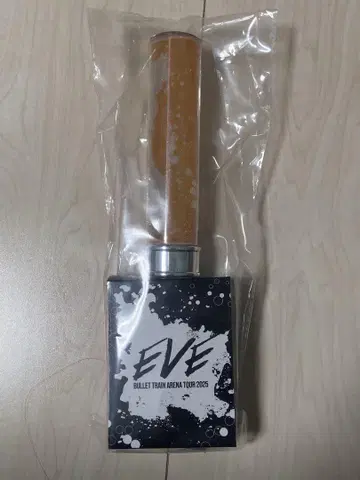 EVE
BULLET TRAIN ARENA TOUR 2025